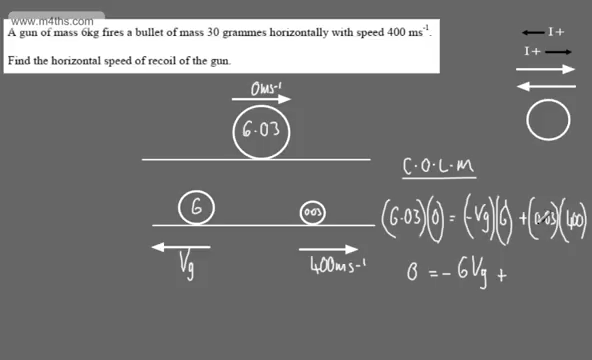 www.m4ths.com
A gun of mass 6kg fires a bullet of mass 30 grammes horizontally with speed 400 ms⁻¹.
Find the horizontal speed of recoil of the gun.
I+
I+
0ms⁻¹
6.03
C.O.L.M
6
0.03
(6.03)(0) = (-Vg)(6) + (0.03)(400)
Vg
400ms⁻¹
0 = - 6Vg +